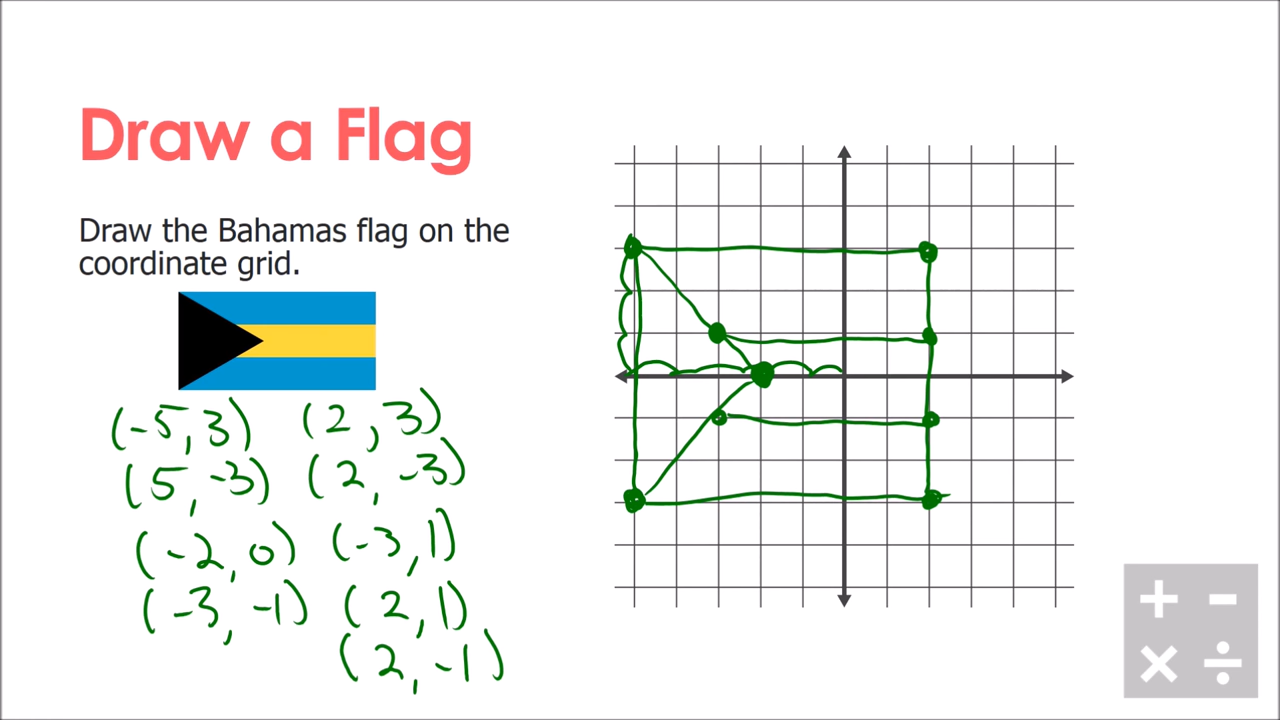 Draw a Flag
Draw the Bahamas flag on the
coordinate grid.
(-5,3) (2,3)
(5,-3) (2,-3)
(-2,0) (-3,1)
(-3,-1) (2,1)
(2,-1)
+ −
× ÷